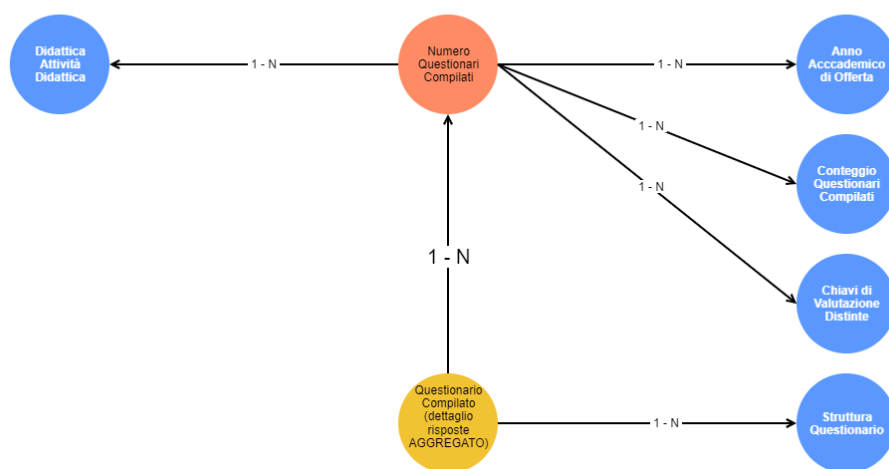 Didattica
Attività
Didattica
1 - N
Numero
Questionari
Compilati
1 - N
Anno
Acccademico
di Offerta
1 - N
Conteggio
Questionari
Compilati
1 - N
Chiavi di
Valutazione
Distinte
1 - N
Questionario
Compilato
(dettaglio
risposte
AGGREGATO)
1 - N
Struttura
Questionario